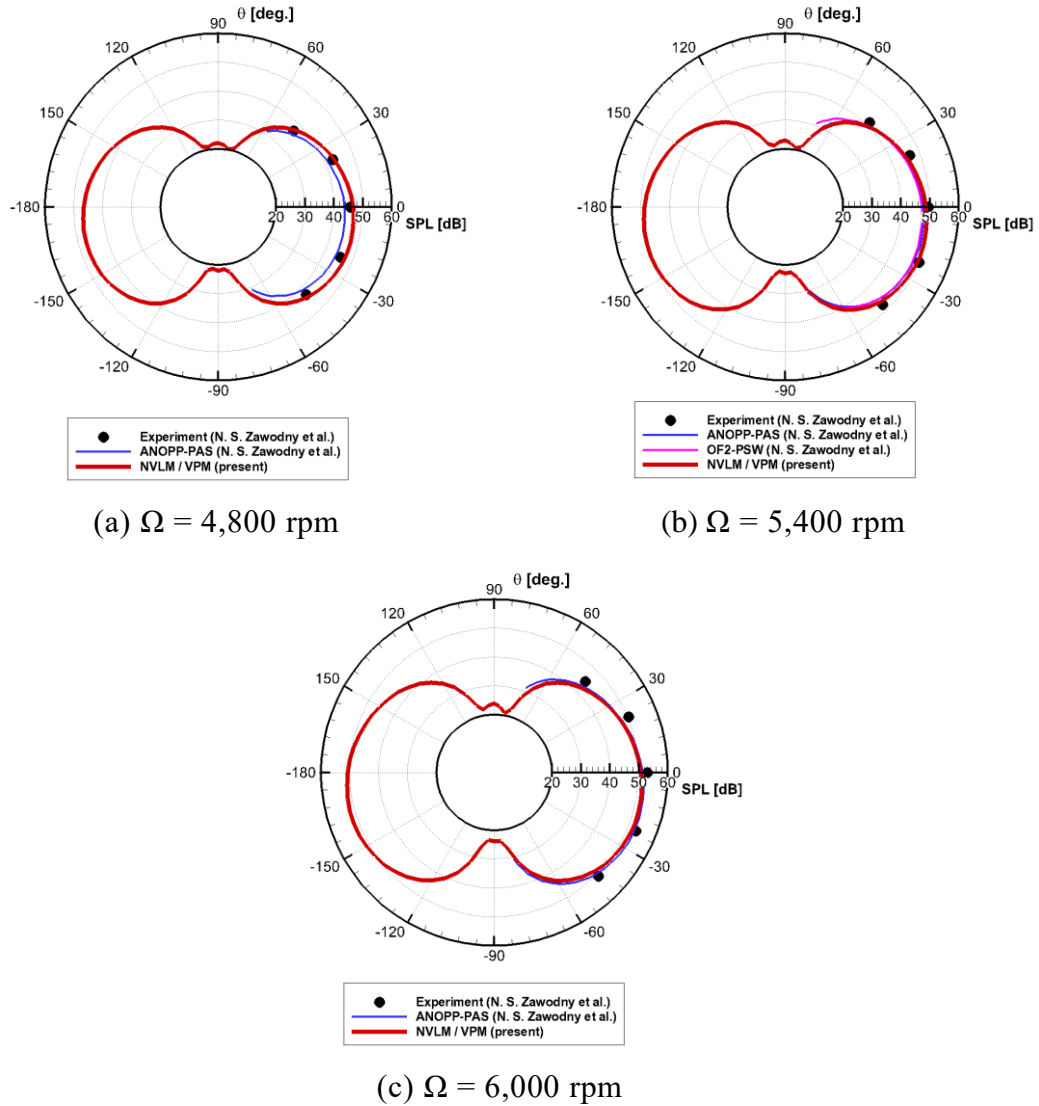 90 θ [deg.]
120 60
150 30
-180 0
20 30 40 50 60
SPL [dB]
-150 -30
-120 -60
-90
Experiment (N. S. Zawodny et al.)
ANOPP-PAS (N. S. Zawodny et al.)
NVLM / VPM (present)
(a) Ω = 4,800 rpm
90 θ [deg.]
120 60
150 30
-180 0
20 30 40 50 60
SPL [dB]
-150 -30
-120 -60
-90
Experiment (N. S. Zawodny et al.)
ANOPP-PAS (N. S. Zawodny et al.)
OF2-PSW (N. S. Zawodny et al.)
NVLM / VPM (present)
(b) Ω = 5,400 rpm
90 θ [deg.]
120 60
150 30
-180 0
20 30 40 50 60
SPL [dB]
-150 -30
-120 -60
-90
Experiment (N. S. Zawodny et al.)
ANOPP-PAS (N. S. Zawodny et al.)
NVLM / VPM (present)
(c) Ω = 6,000 rpm